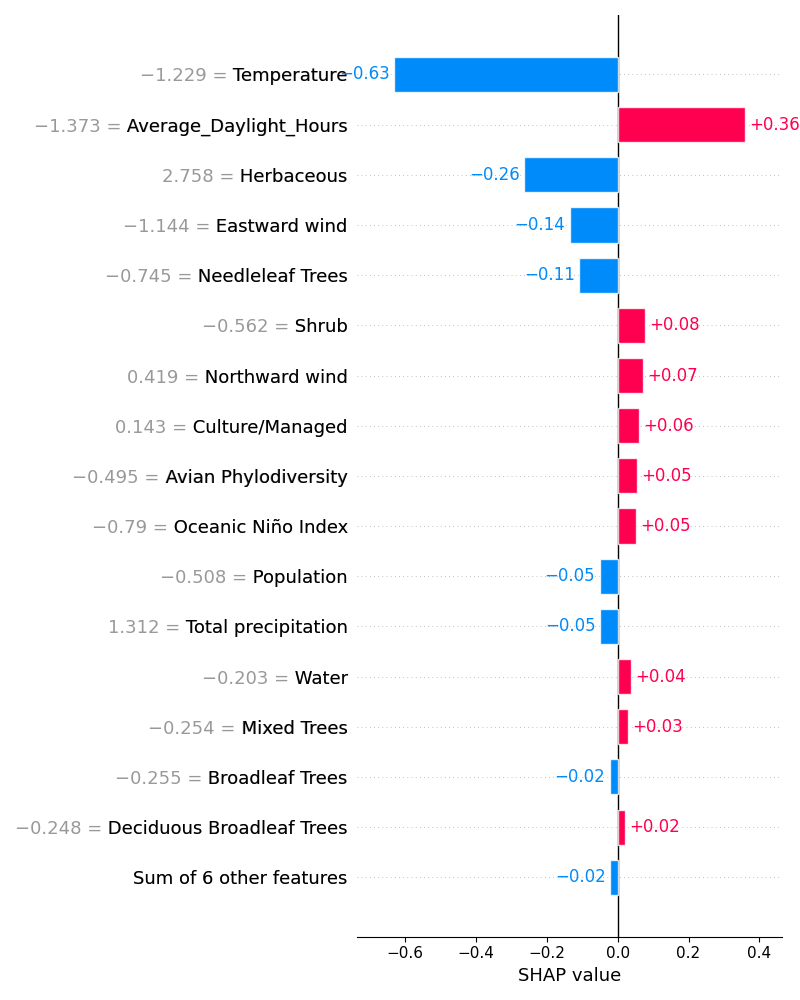 −1.229 = Temperature −0.63
−1.373 = Average_Daylight_Hours +0.36
2.758 = Herbaceous −0.26
−1.144 = Eastward wind −0.14
−0.745 = Needleleaf Trees −0.11
−0.562 = Shrub +0.08
0.419 = Northward wind +0.07
0.143 = Culture/Managed +0.06
−0.495 = Avian Phylodiversity +0.05
−0.79 = Oceanic Niño Index +0.05
−0.508 = Population −0.05
1.312 = Total precipitation −0.05
−0.203 = Water +0.04
−0.254 = Mixed Trees +0.03
−0.255 = Broadleaf Trees −0.02
−0.248 = Deciduous Broadleaf Trees +0.02
Sum of 6 other features −0.02
−0.6 −0.4 −0.2 0.0 0.2 0.4
SHAP value